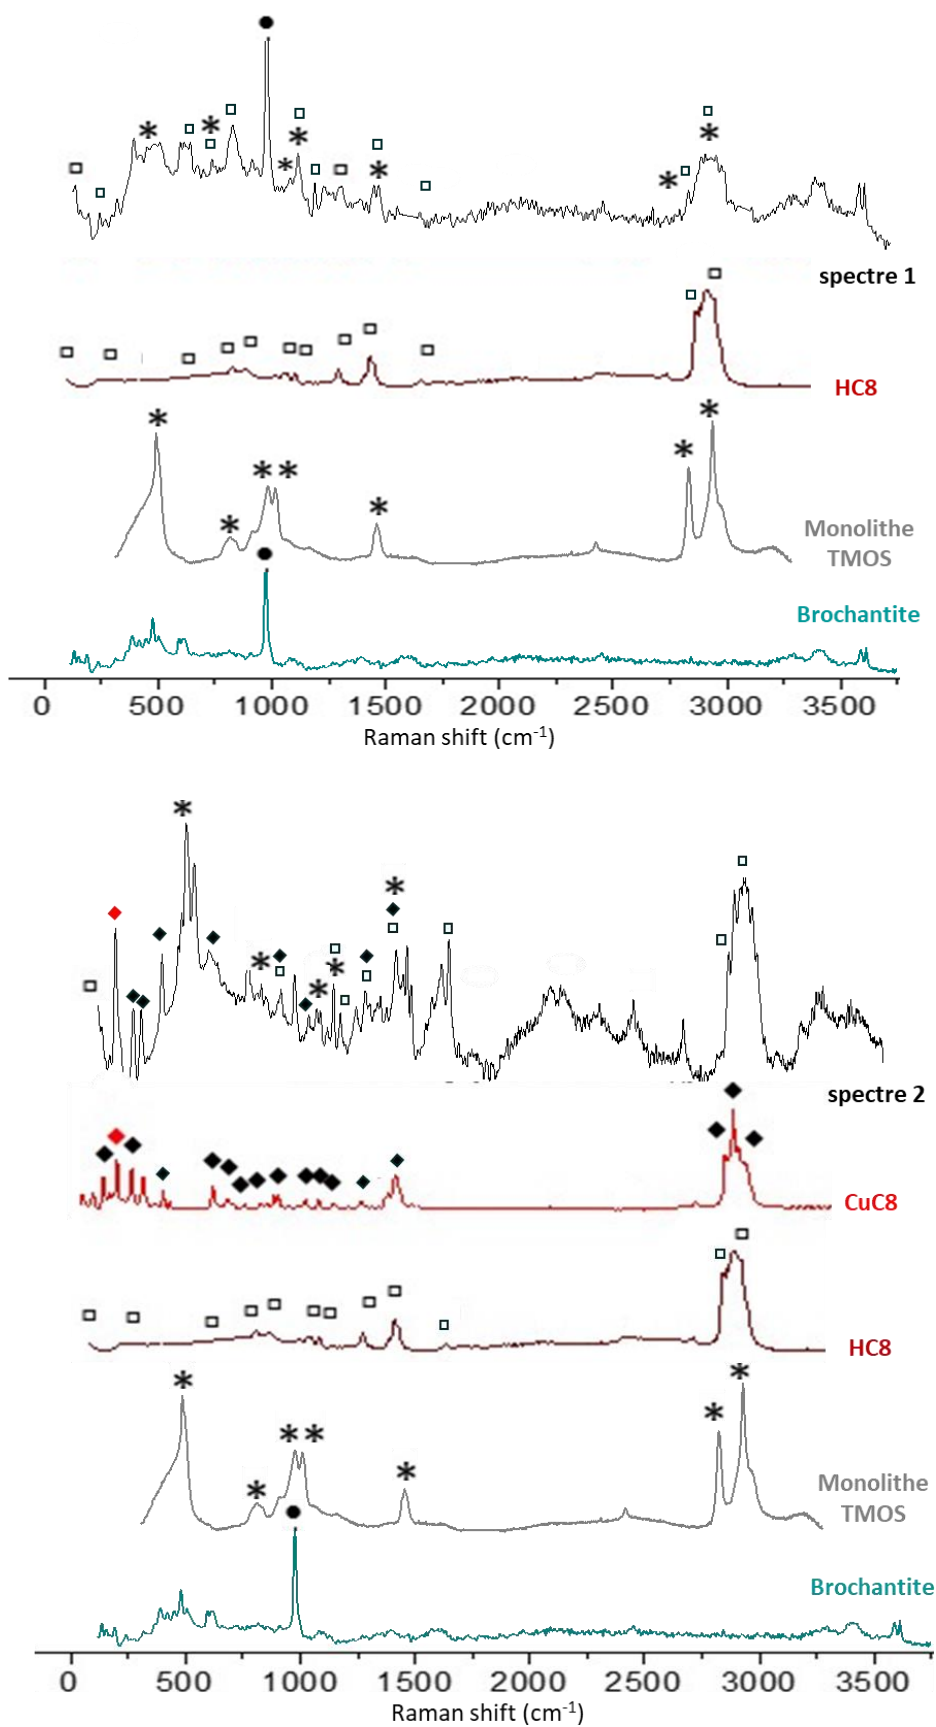 spectre 1
HC8
Monolithe
TMOS
Brochantite
0 500 1000 1500 2000 2500 3000 3500
Raman shift (cm-1)
spectre 2
CuC8
HC8
Monolithe
TMOS
Brochantite
0 500 1000 1500 2000 2500 3000 3500
Raman shift (cm-1)